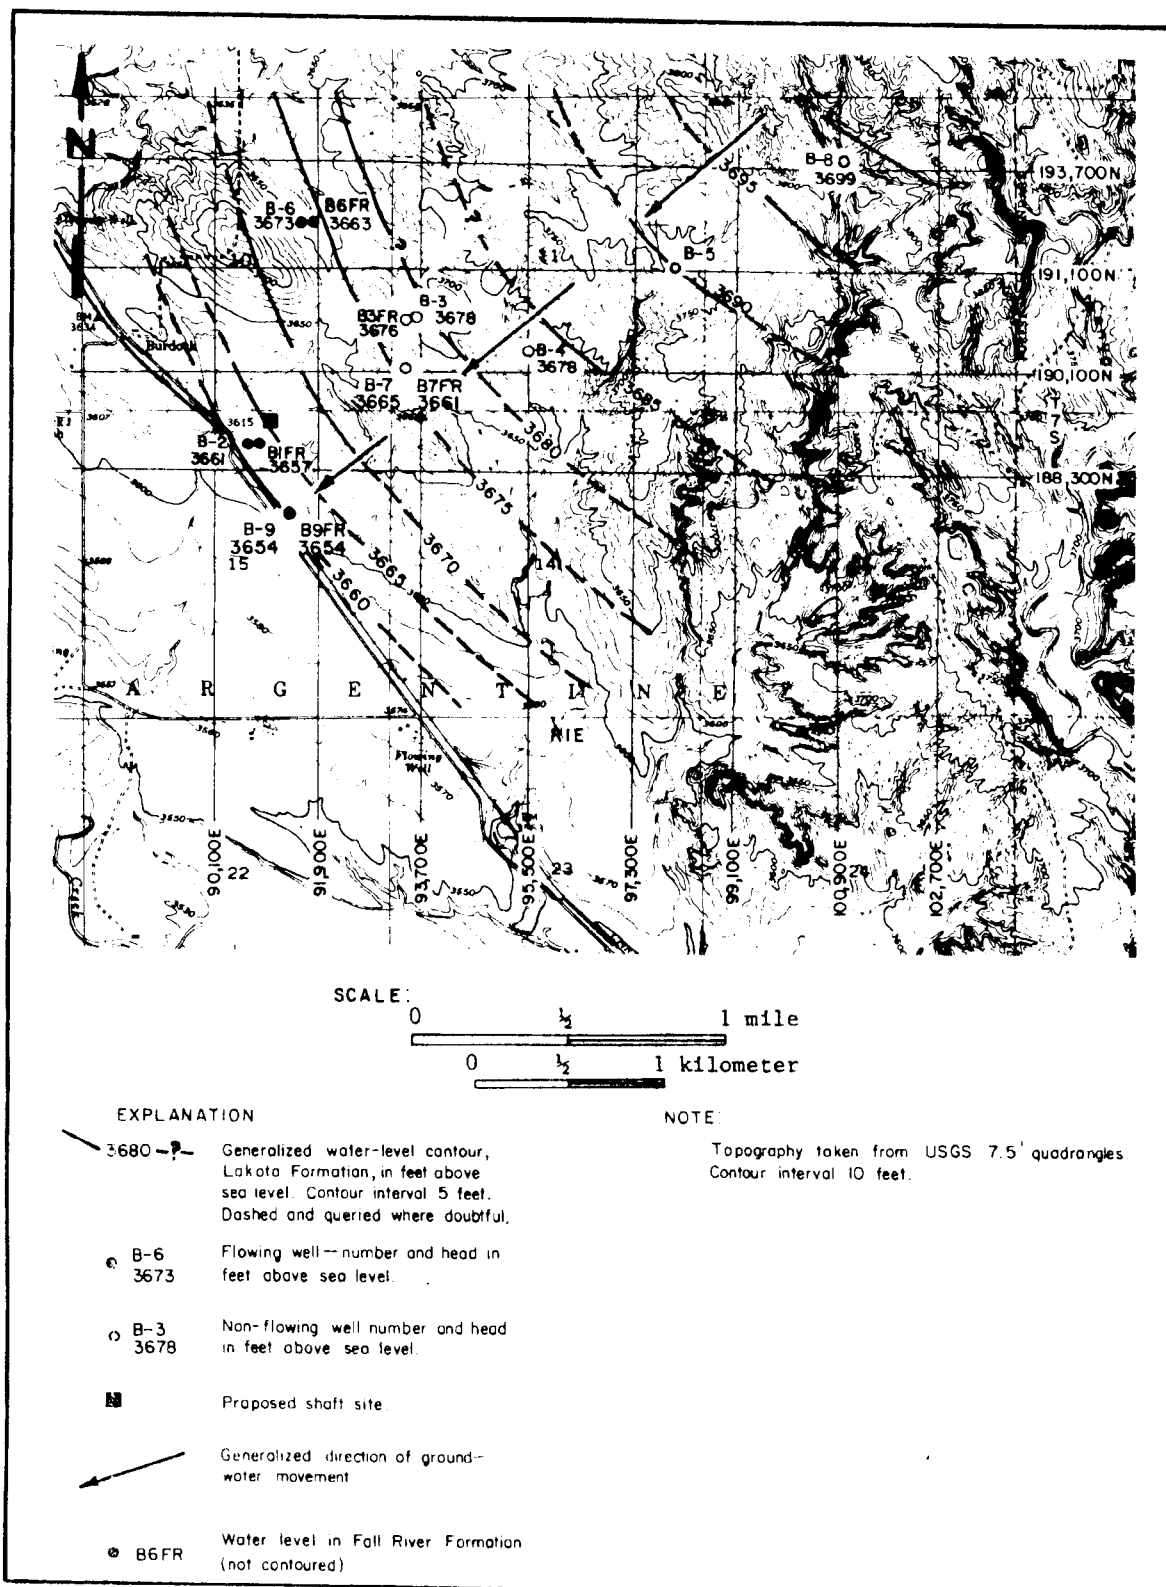 N
B-8
3699
193,700N
3695
B-6
3673
B6FR
3663
B-5
191,100N
3690
B-3
3678
B3FR
3676
B-4
3678
190,100N
B-7
3665
B7FR
3661
3685
3680
3615
B-2
3661
B1FR
3657
T
7
S
188,300N
3675
B-9
3654
B9FR
3654
15
3670
3665
3660
14
Burdock
3607
A R G E N T I N E
R1E
Flowing
Well
90,100E
91,900E
93,700E
95,500E
97,300E
99,100E
100,900E
102,700E
22
23
24
SCALE:
0 ½ 1 mile
0 ½ 1 kilometer
EXPLANATION
3680 –?– Generalized water-level contour,
Lakota Formation, in feet above
sea level. Contour interval 5 feet.
Dashed and queried where doubtful.
B-6
3673
Flowing well -- number and head in
feet above sea level.
B-3
3678
Non-flowing well number and head
in feet above sea level.
Proposed shaft site.
Generalized direction of ground-
water movement
B6FR Water level in Fall River Formation
(not contoured)
NOTE:
Topography taken from USGS 7.5' quadrangles.
Contour interval 10 feet.